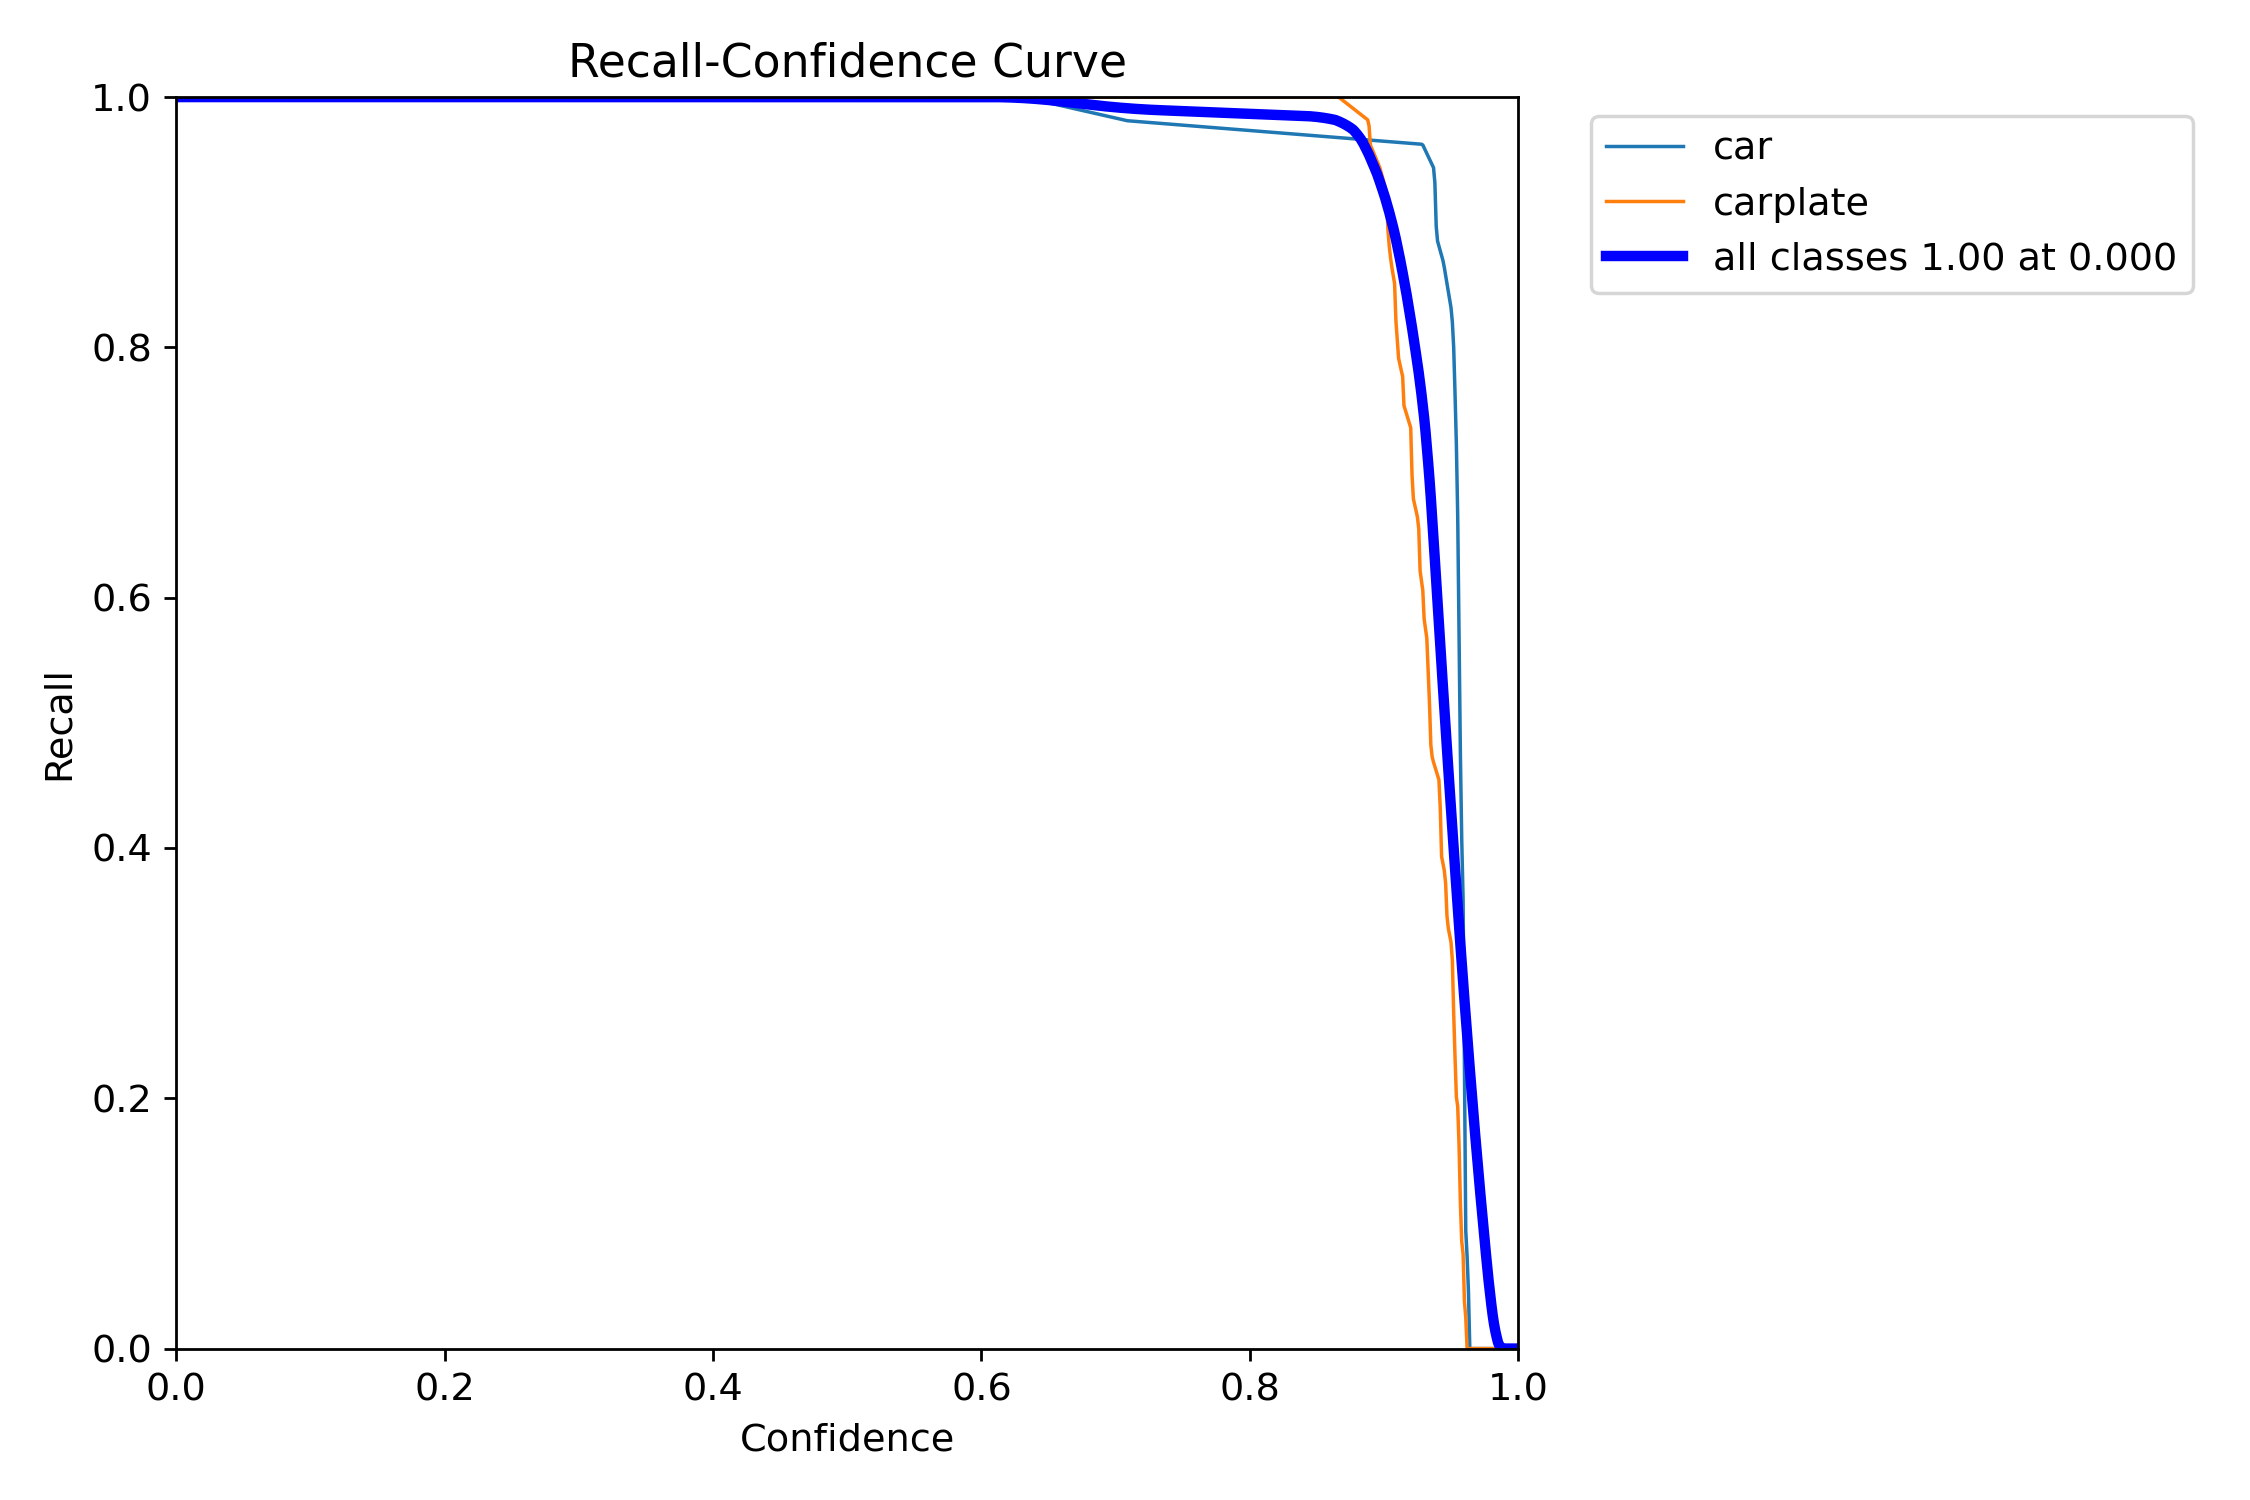 Recall-Confidence Curve
1.0
0.8
0.6
0.4
0.2
0.0
Recall
0.0 0.2 0.4 0.6 0.8 1.0
Confidence
car
carplate
all classes 1.00 at 0.000